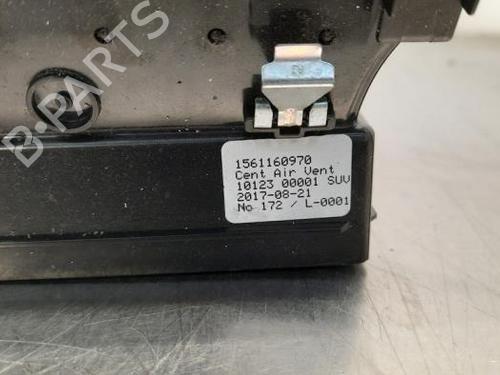 B-PARTS
1561160970
Cent Air Vent
10123 00001 SUV
2017-08-21
No 172 / L-0001